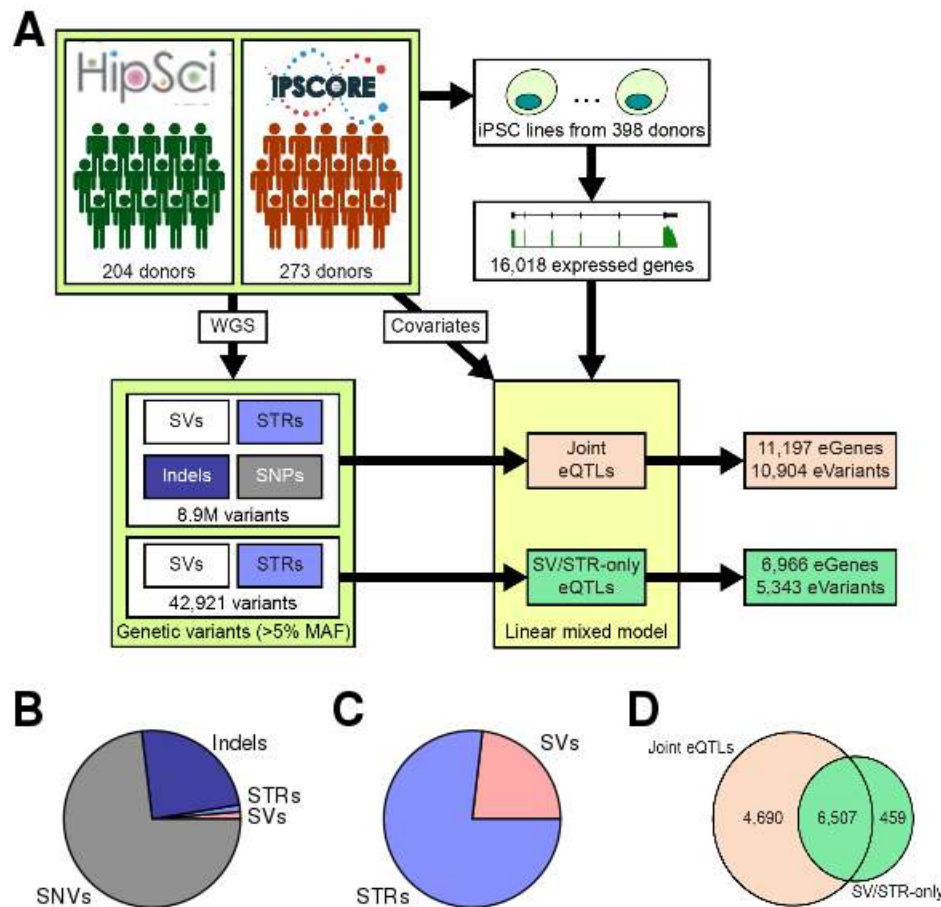 A
HipSci
iPSCORE
204 donors
273 donors
iPSC lines from 398 donors
16,018 expressed genes
WGS
Covariates
SVs
STRs
Indels
SNPs
8.9M variants
SVs
STRs
42,921 variants
Genetic variants (>5% MAF)
Joint
eQTLs
SV/STR-only
eQTLs
Linear mixed model
11,197 eGenes
10,904 eVariants
6,966 eGenes
5,343 eVariants
B
Indels
STRs
SVs
SNVs
C
SVs
STRs
D
Joint eQTLs
4,690
6,507
459
SV/STR-only